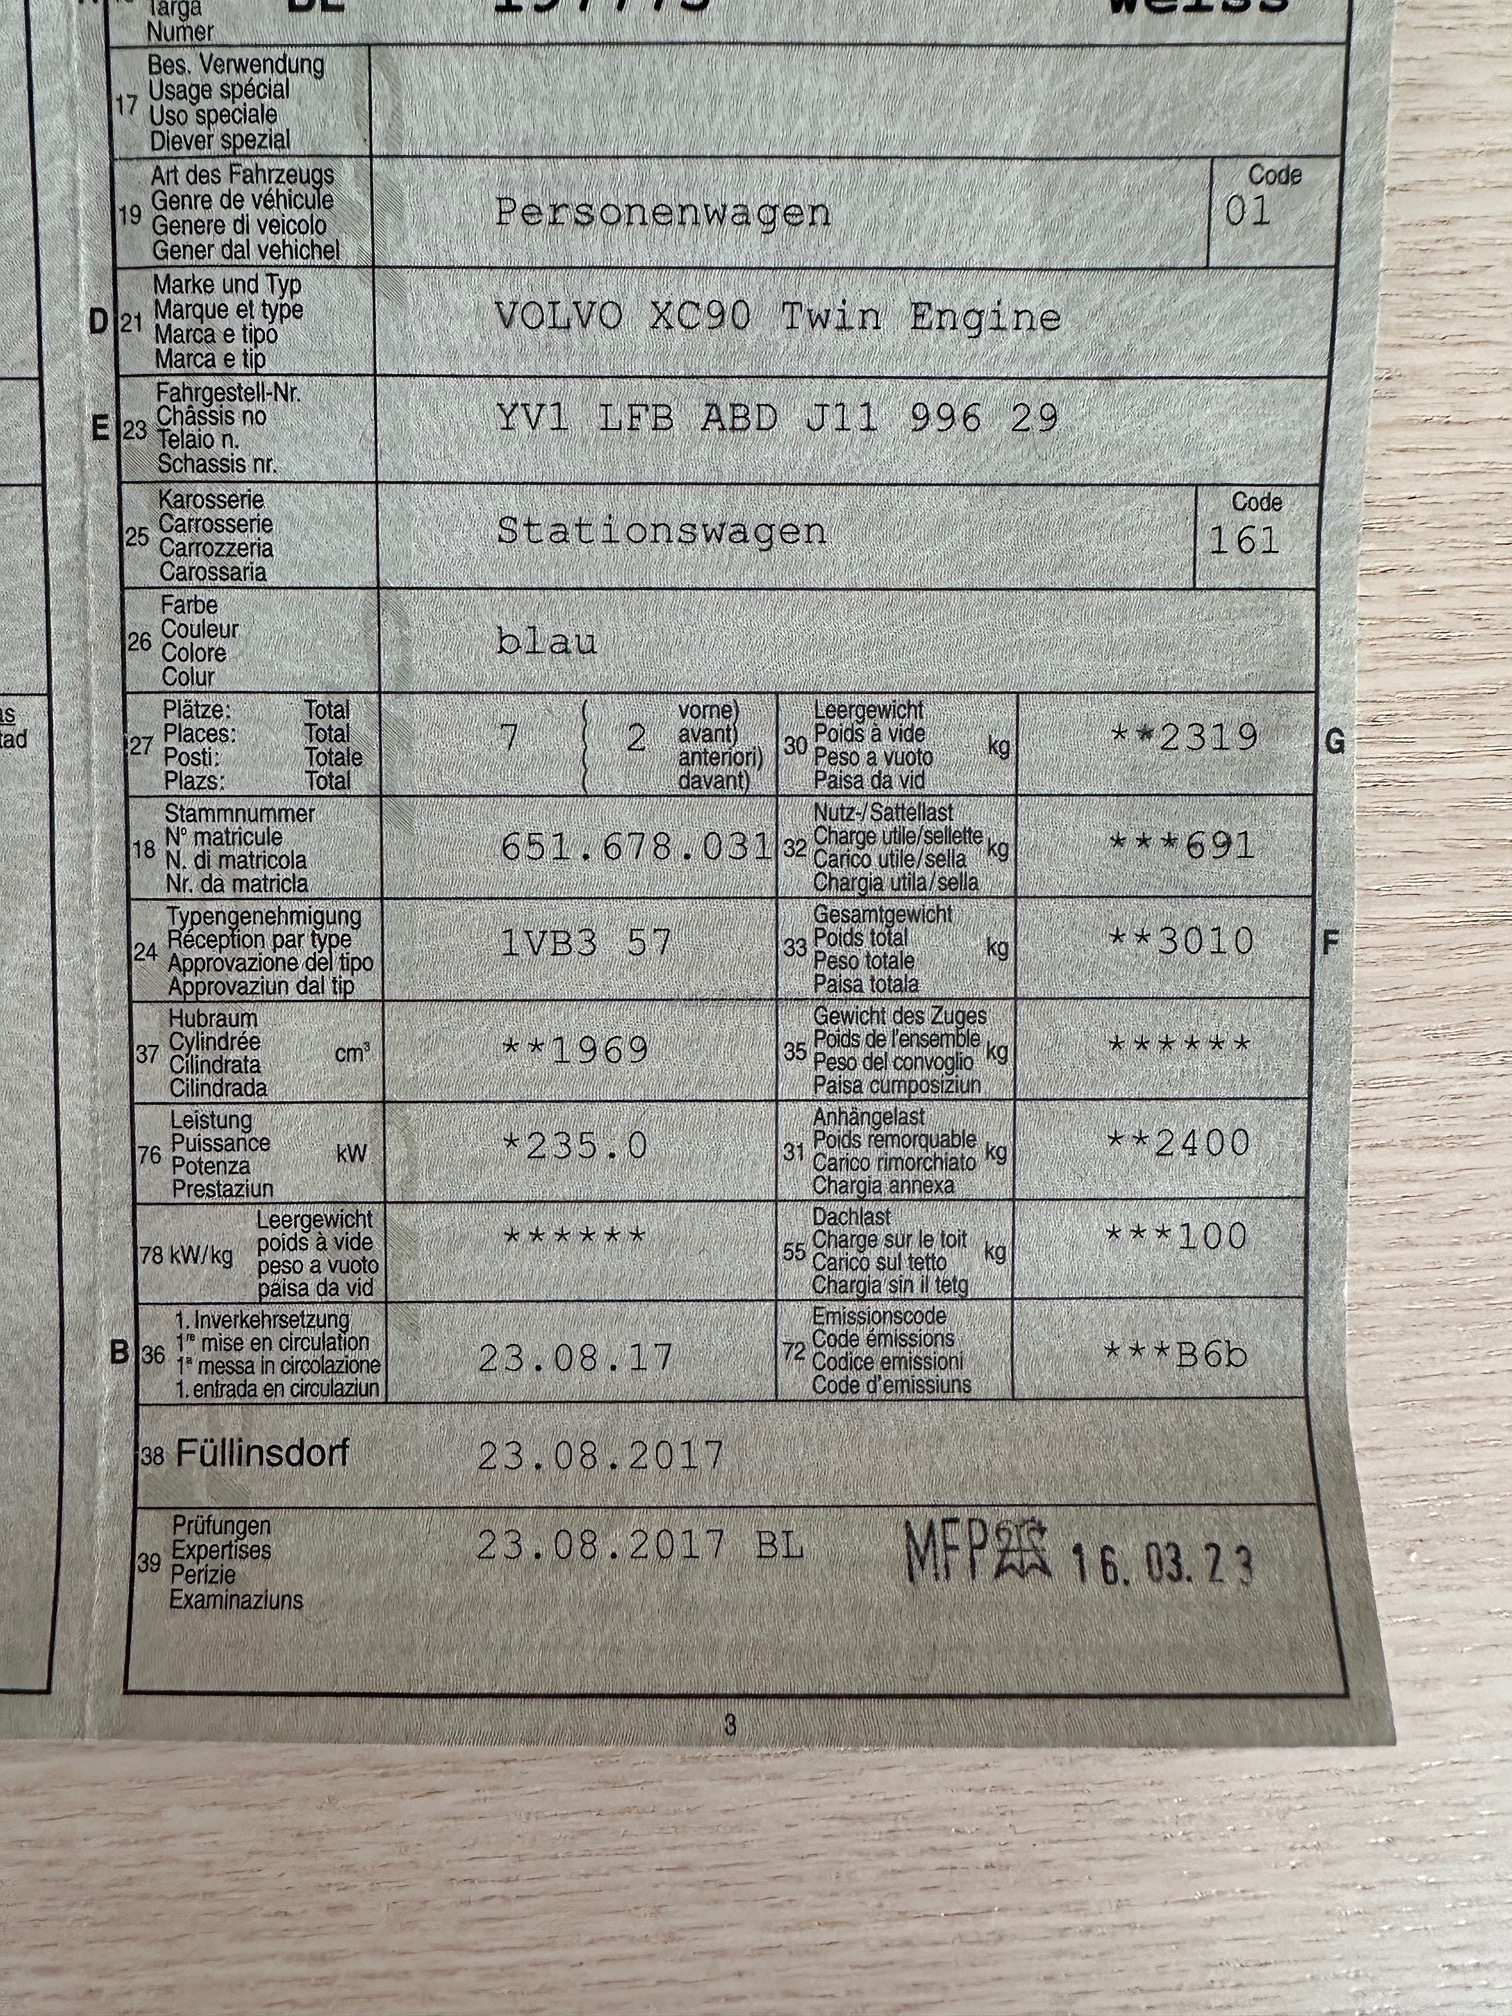 Targa
Numer
Weiss
17 Bes. Verwendung
Usage spécial
Uso speciale
Diever spezial
19 Art des Fahrzeugs
Genre de véhicule
Genere di veicolo
Gener dal vehichel
Personenwagen
Code
01
D 21 Marke und Typ
Marque et type
Marca e tipo
Marca e tip
VOLVO XC90 Twin Engine
E 23 Fahrgestell-Nr.
Châssis no
Telaio n.
Schassis nr.
YV1 LFB ABD J11 996 29
25 Karosserie
Carrosserie
Carrozzeria
Carossaria
Stationswagen
Code
161
26 Farbe
Couleur
Colore
Colur
blau
27 Plätze: Total
Places: Total
Posti: Totale
Plazs: Total
7 2
vorne)
avant)
anteriori)
davant)
30 Leergewicht
Poids à vide
Peso a vuoto
Paisa da vid
kg
**2319
G
18 Stammnummer
N° matricule
N. di matricola
Nr. da matricla
651.678.031
32 Nutz-/Sattellast
Charge utile/sellette
Carico utile/sella
Chargia utila/sella
kg
***691
24 Typengenehmigung
Réception par type
Approvazione del tipo
Approvaziun dal tip
1VB3 57
33 Gesamtgewicht
Poids total
Peso totale
Paisa totala
kg
**3010
F
37 Hubraum
Cylindrée
Cilindrata
Cilindrada
cm³
**1969
35 Gewicht des Zuges
Poids de l'ensemble
Peso del convoglio
Paisa cumposiziun
kg
******
76 Leistung
Puissance
Potenza
Prestaziun
kW
*235.0
31 Anhängelast
Poids remorquable
Carico rimorchiato
Chargia annexa
kg
**2400
78 kW/kg
Leergewicht
poids à vide
peso a vuoto
paisa da vid
******
55 Dachlast
Charge sur le toit
Carico sul tetto
Chargia sin il tetg
kg
***100
B 36 1. Inverkehrsetzung
1re mise en circulation
1a messa in circolazione
1. entrada en circulaziun
23.08.17
72 Emissionscode
Code émissions
Codice emissioni
Code d'emissiuns
***B6b
38 Füllinsdorf 23.08.2017
39 Prüfungen
Expertises
Perizie
Examinaziuns
23.08.2017 BL
MFP 16.03.23
3